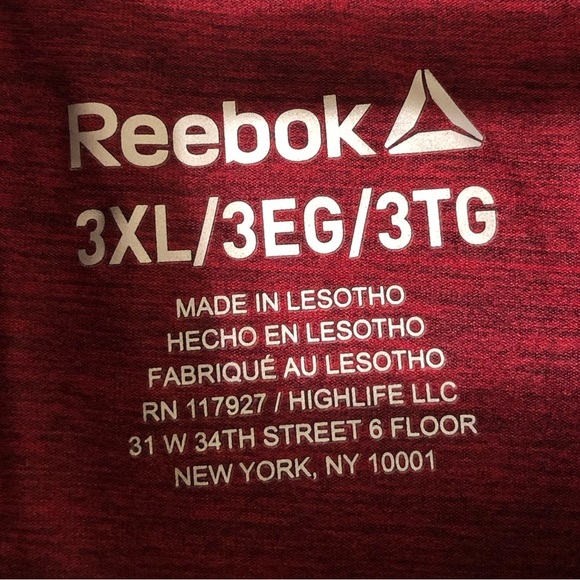 Reebok
3XL/3EG/3TG
MADE IN LESOTHO
HECHO EN LESOTHO
FABRIQUÉ AU LESOTHO
RN 117927 / HIGHLIFE LLC
31 W 34TH STREET 6 FLOOR
NEW YORK, NY 10001